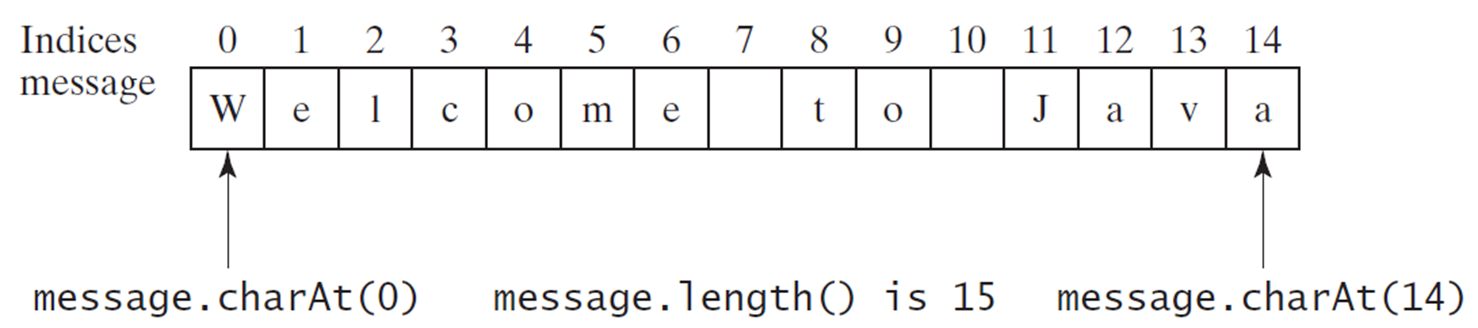 Indices 0 1 2 3 4 5 6 7 8 9 10 11 12 13 14
message W e l c o m e t o J a v a
message.charAt(0) message.length() is 15 message.charAt(14)